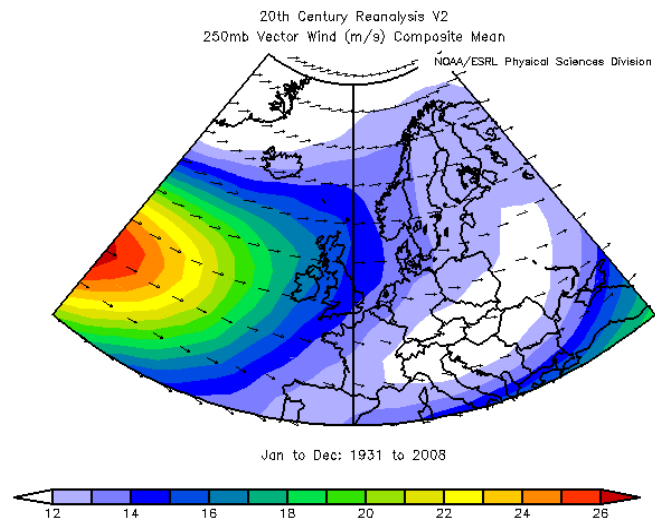 20th Century Reanalysis V2
250mb Vector Wind (m/s) Composite Mean
NOAA/ESRL Physical Sciences Division
Jan to Dec: 1931 to 2008
12 14 16 18 20 22 24 26